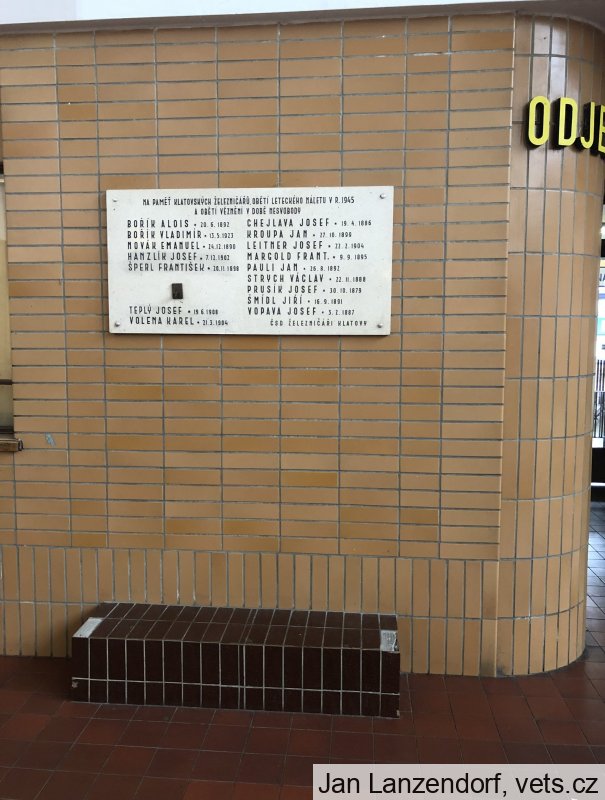 NA PAMĚŤ KLATOVSKÝCH ŽELEZNIČÁŘŮ, OBĚTÍ LETECKÉHO NÁLETU V R. 1945
A OBĚTÍ VĚZNĚNÍ V DOBĚ NESVOBODY
BOŘÍK ALOIS * 20. 6. 1892
BOŘÍK VLADIMÍR * 13. 5. 1923
NOVÁK EMANUEL * 24. 12. 1890
HANZLÍK JOSEF * 7. 12. 1902
ŠPERL FRANTIŠEK * 20. 11. 1898
TEPLÝ JOSEF * 19. 6. 1908
VOLENA KAREL * 21. 3. 1904
CHEJLAVA JOSEF * 19. 4. 1886
KROUPA JAN * 27. 10. 1898
LEITNER JOSEF * 22. 2. 1904
MARGOLD FRANT. * 9. 9. 1895
PAULI JAN * 26. 8. 1892
STRYCH VÁCLAV * 22. 11. 1888
PRUSÍK JOSEF * 30. 10. 1879
ŠMÍDL JIŘÍ * 16. 9. 1891
VOPAVA JOSEF * 5. 2. 1887
ČSD ŽELEZNIČÁŘI KLATOVY
ODJE
Jan Lanzendorf, vets.cz